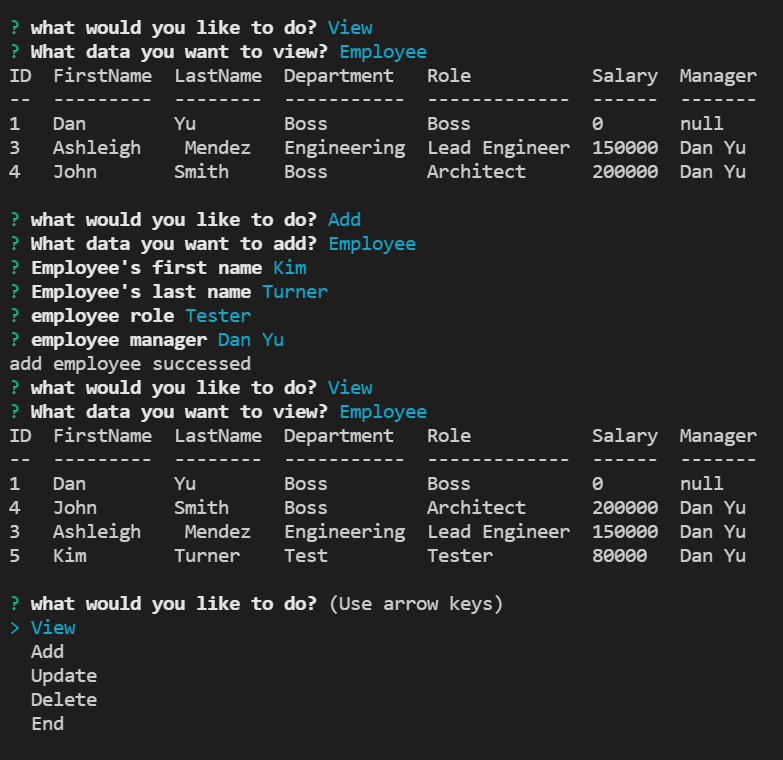 ? what would you like to do? View
? What data you want to view? Employee
ID  FirstName  LastName  Department   Role           Salary  Manager
--  ---------  --------  -----------  -------------  ------  -------
1   Dan        Yu        Boss         Boss           0       null
3   Ashleigh    Mendez   Engineering  Lead Engineer  150000  Dan Yu
4   John       Smith     Boss         Architect      200000  Dan Yu
? what would you like to do? Add
? What data you want to add? Employee
? Employee's first name Kim
? Employee's last name Turner
? employee role Tester
? employee manager Dan Yu
add employee successed
? what would you like to do? View
? What data you want to view? Employee
ID  FirstName  LastName  Department   Role           Salary  Manager
--  ---------  --------  -----------  -------------  ------  -------
1   Dan        Yu        Boss         Boss           0       null
4   John       Smith     Boss         Architect      200000  Dan Yu
3   Ashleigh    Mendez   Engineering  Lead Engineer  150000  Dan Yu
5   Kim        Turner    Test         Tester         80000   Dan Yu
? what would you like to do? (Use arrow keys)
> View
  Add
  Update
  Delete
  End